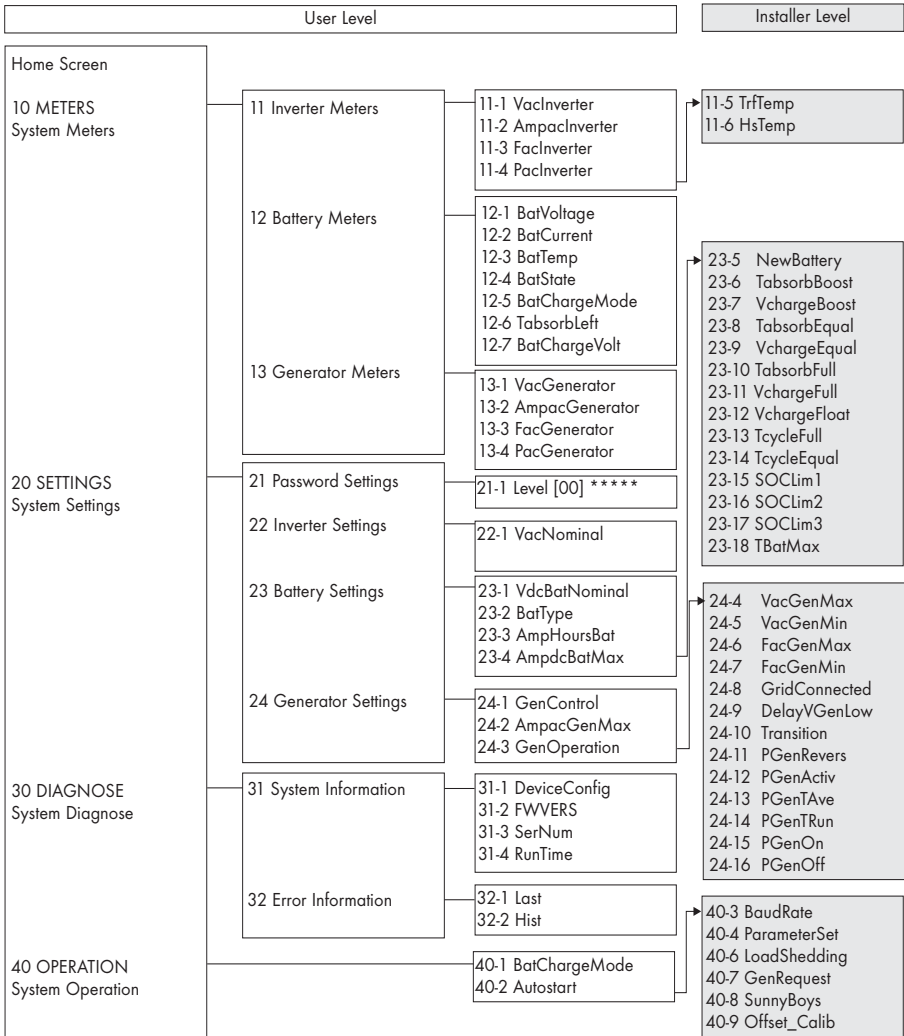 User Level
Installer Level
Home Screen
10 METERS
System Meters
11 Inverter Meters
11-1 VacInverter
11-2 AmpacInverter
11-3 FacInverter
11-4 PacInverter
11-5 TrfTemp
11-6 HsTemp
12 Battery Meters
12-1 BatVoltage
12-2 BatCurrent
12-3 BatTemp
12-4 BatState
12-5 BatChargeMode
12-6 TabsorbLeft
12-7 BatChargeVolt
13 Generator Meters
13-1 VacGenerator
13-2 AmpacGenerator
13-3 FacGenerator
13-4 PacGenerator
20 SETTINGS
System Settings
21 Password Settings
21-1 Level [00] *****
22 Inverter Settings
22-1 VacNominal
23 Battery Settings
23-1 VdcBatNominal
23-2 BatType
23-3 AmpHoursBat
23-4 AmpdcBatMax
23-5 NewBattery
23-6 TabsorbBoost
23-7 VchargeBoost
23-8 TabsorbEqual
23-9 VchargeEqual
23-10 TabsorbFull
23-11 VchargeFull
23-12 VchargeFloat
23-13 TcycleFull
23-14 TcycleEqual
23-15 SOCLim1
23-16 SOCLim2
23-17 SOCLim3
23-18 TBatMax
24 Generator Settings
24-1 GenControl
24-2 AmpacGenMax
24-3 GenOperation
24-4 VacGenMax
24-5 VacGenMin
24-6 FacGenMax
24-7 FacGenMin
24-8 GridConnected
24-9 DelayVGenLow
24-10 Transition
24-11 PGenRevers
24-12 PGenActiv
24-13 PGenTAve
24-14 PGenTRun
24-15 PGenOn
24-16 PGenOff
30 DIAGNOSE
System Diagnose
31 System Information
31-1 DeviceConfig
31-2 FWVERS
31-3 SerNum
31-4 RunTime
32 Error Information
32-1 Last
32-2 Hist
40 OPERATION
System Operation
40-1 BatChargeMode
40-2 Autostart
40-3 BaudRate
40-4 ParameterSet
40-6 LoadShedding
40-7 GenRequest
40-8 SunnyBoys
40-9 Offset_Calib